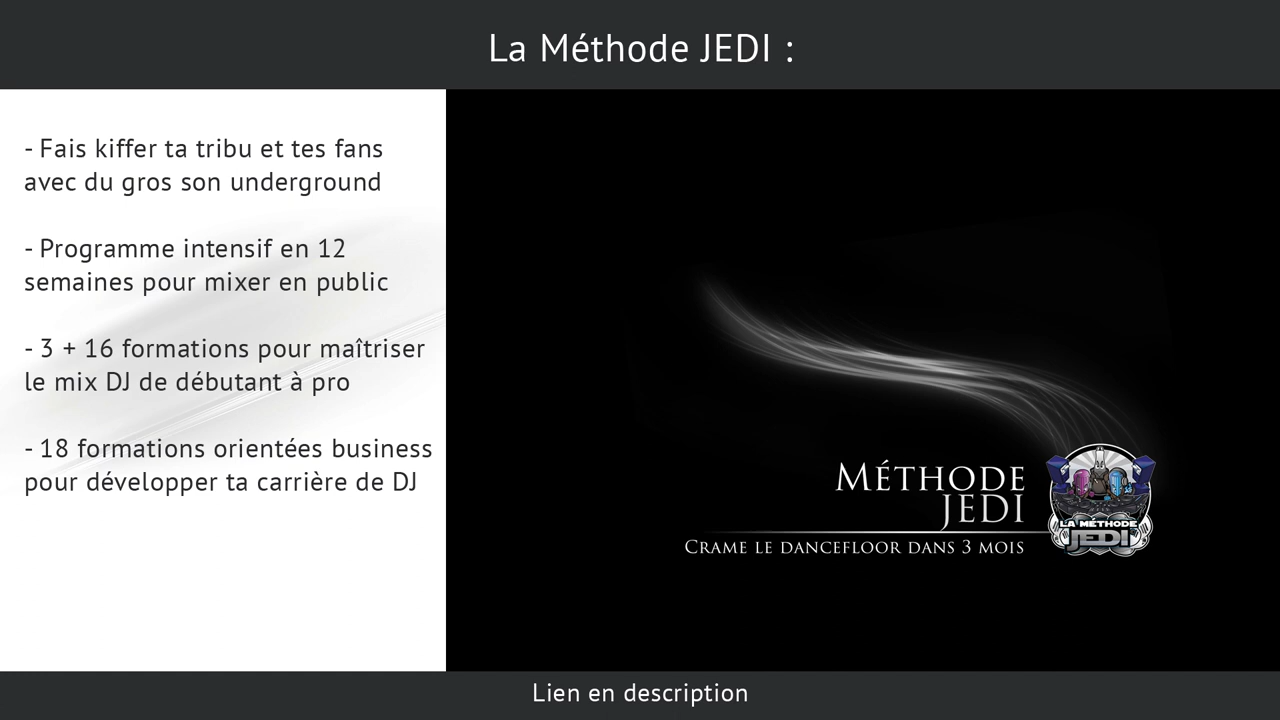 La Méthode JEDI :
- Fais kiffer ta tribu et tes fans
avec du gros son underground
- Programme intensif en 12
semaines pour mixer en public
- 3 + 16 formations pour maîtriser
le mix DJ de débutant à pro
- 18 formations orientées business
pour développer ta carrière de DJ
MÉTHODE
JEDI
CRAME LE DANCEFLOOR DANS 3 MOIS
LA MÉTHODE
JEDI
Lien en description